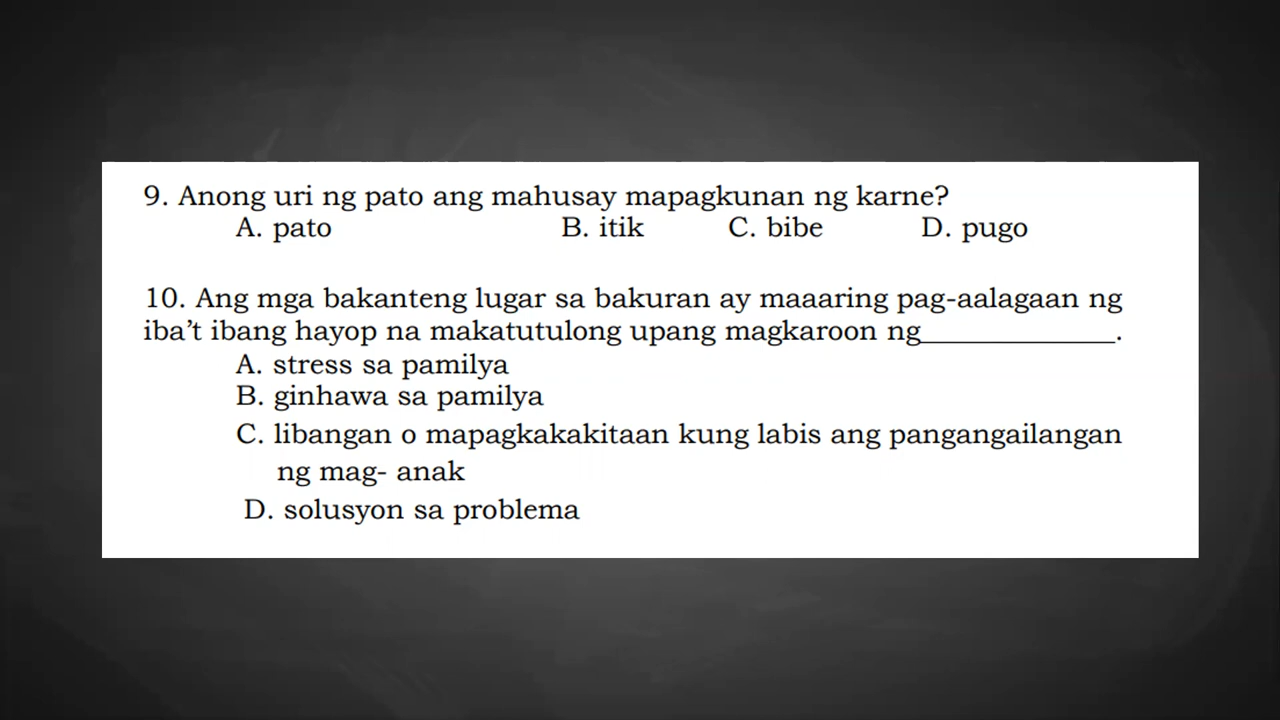 9. Anong uri ng pato ang mahusay mapagkunan ng karne?
A. pato B. itik C. bibe D. pugo
10. Ang mga bakanteng lugar sa bakuran ay maaaring pag-aalagaan ng
iba't ibang hayop na makatutulong upang magkaroon ng______________.
A. stress sa pamilya
B. ginhawa sa pamilya
C. libangan o mapagkakakitaan kung labis ang pangangailangan
ng mag- anak
D. solusyon sa problema